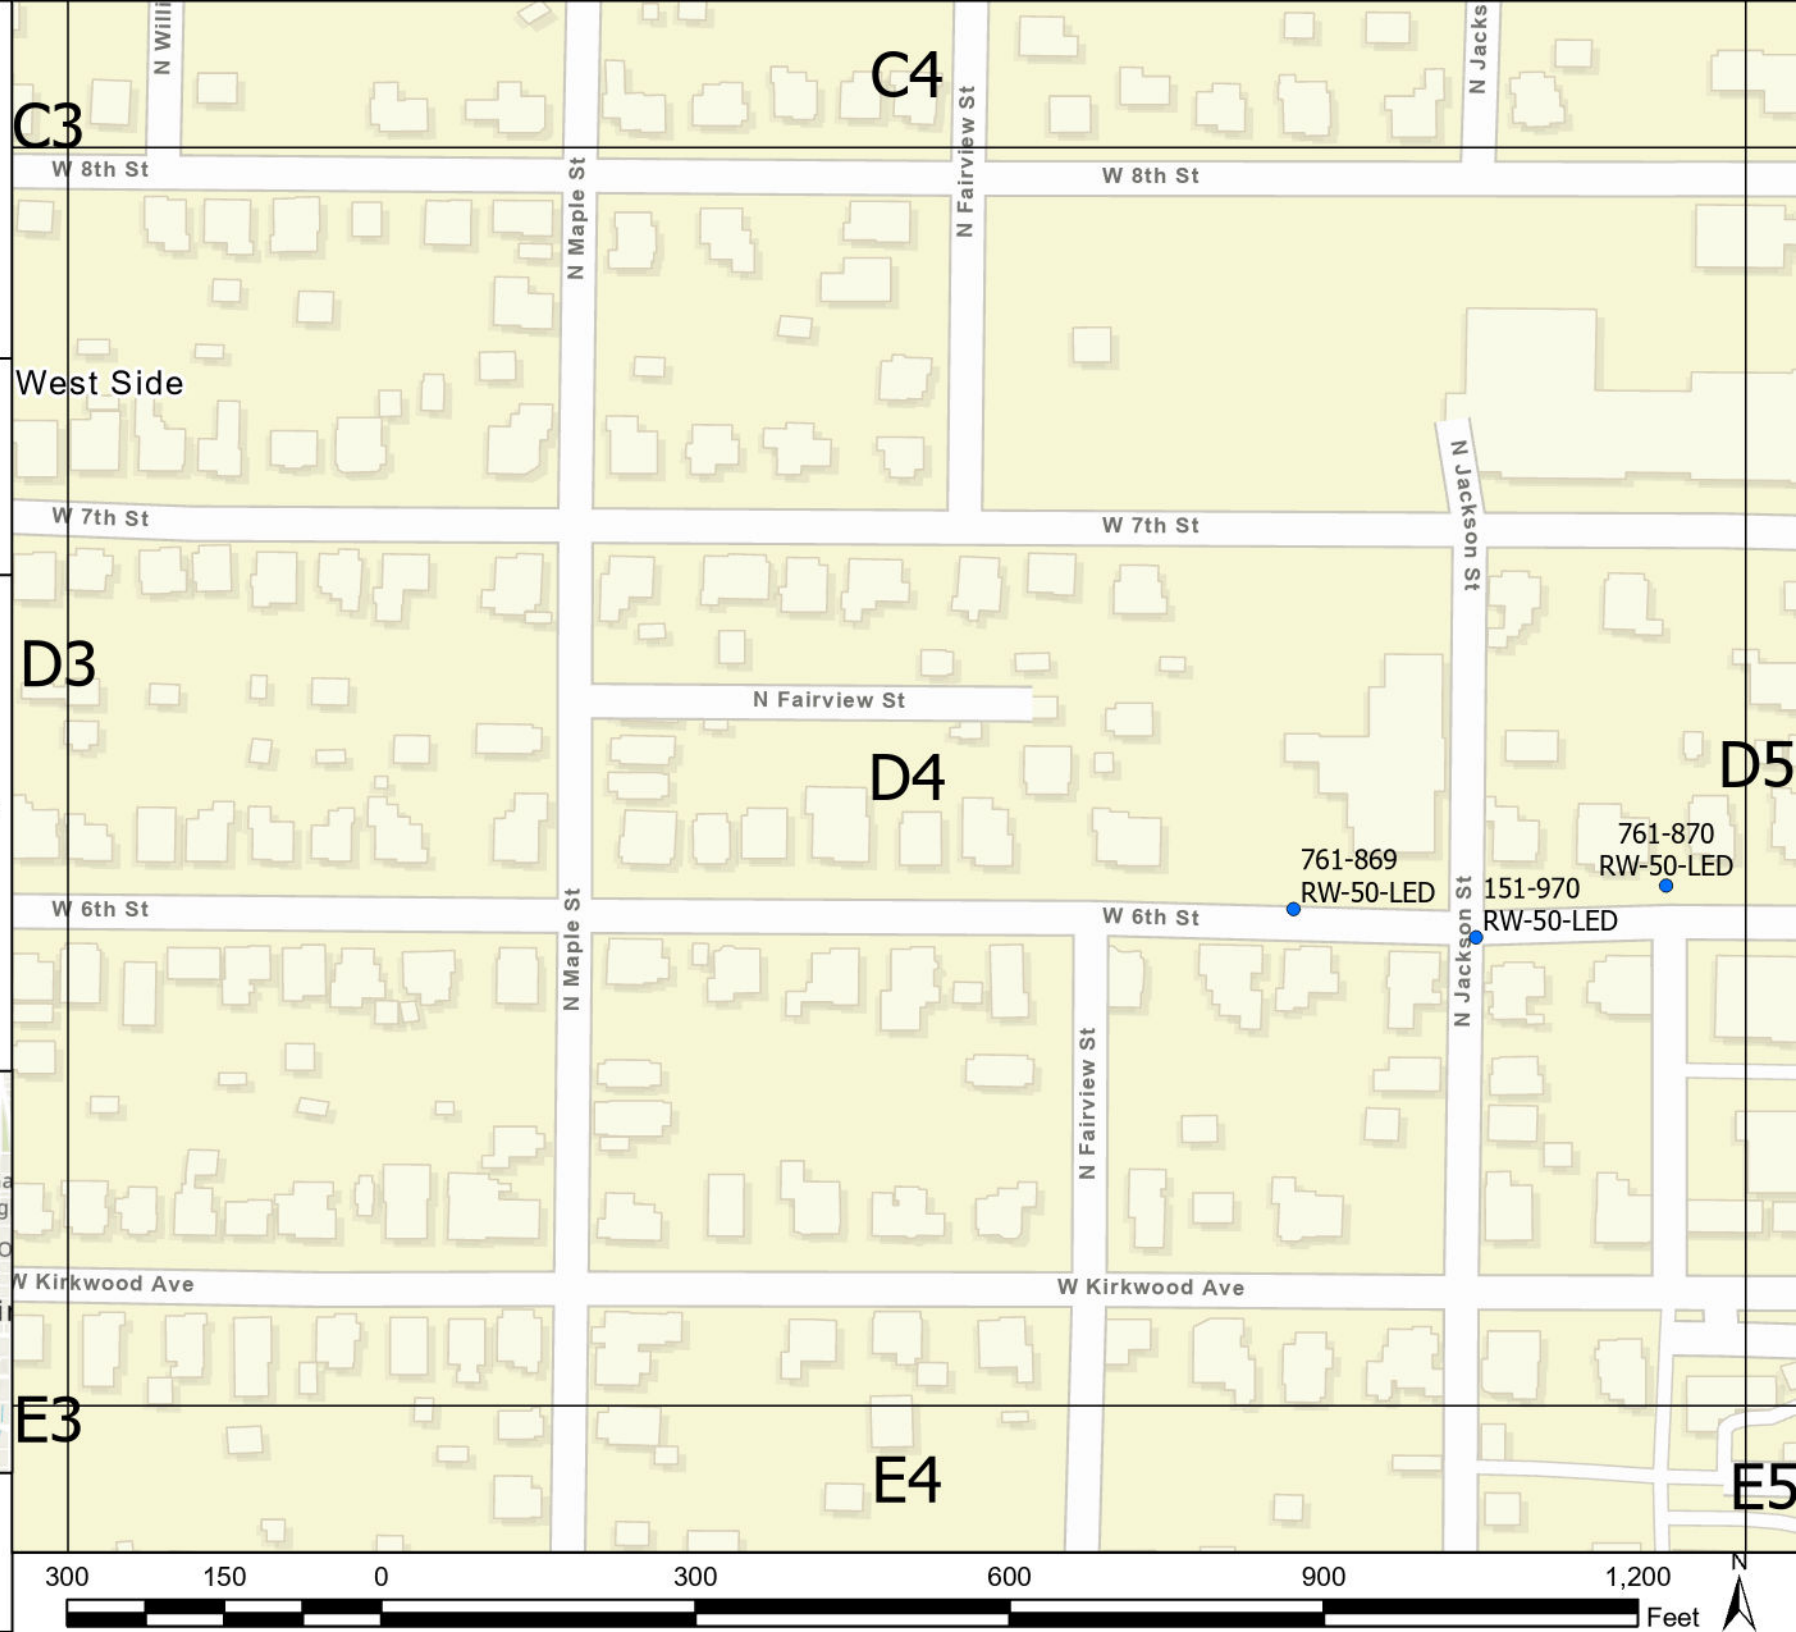 N Willi
N Jacks
C4
C3
N Fairview St
W 8th St
W 8th St
N Maple St
West Side
N Jackson St
W 7th St
W 7th St
D3
N Fairview St
D4
D5
761-870
RW-50-LED
761-869
RW-50-LED
151-970
RW-50-LED
W 6th St
W 6th St
N Maple St
N Jackson St
N Fairview St
W Kirkwood Ave
W Kirkwood Ave
E3
E4
E5
N
300 150 0 300 600 900 1,200
Feet